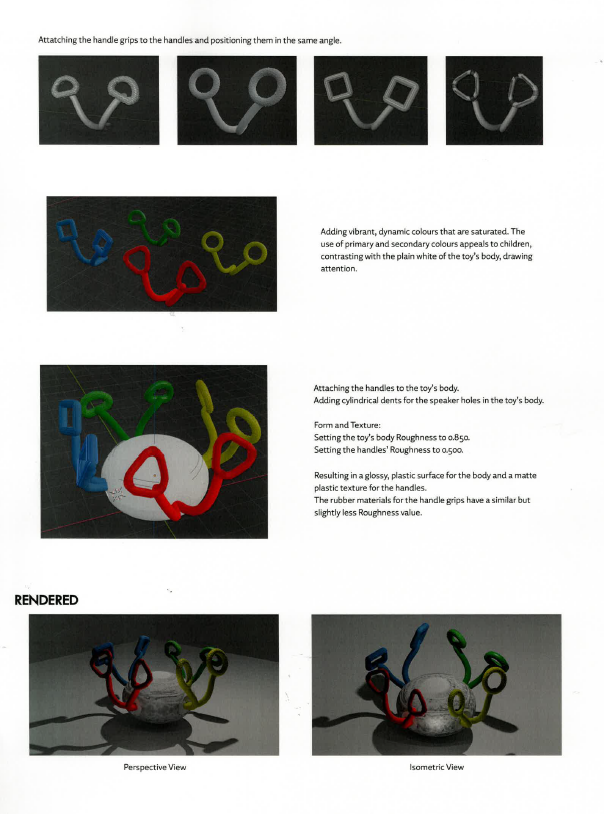 Attatching the handle grips to the handles and positioning them in the same angle.
Adding vibrant, dynamic colours that are saturated. The
use of primary and secondary colours appeals to children,
contrasting with the plain white of the toy's body, drawing
attention.
Attaching the handles to the toy's body.
Adding cylindrical dents for the speaker holes in the toy's body.
Form and Texture:
Setting the toy's body Roughness to 0.850.
Setting the handles' Roughness to 0.500.
Resulting in a glossy, plastic surface for the body and a matte
plastic texture for the handles.
The rubber materials for the handle grips have a similar but
slightly less Roughness value.
RENDERED
Perspective View
Isometric View